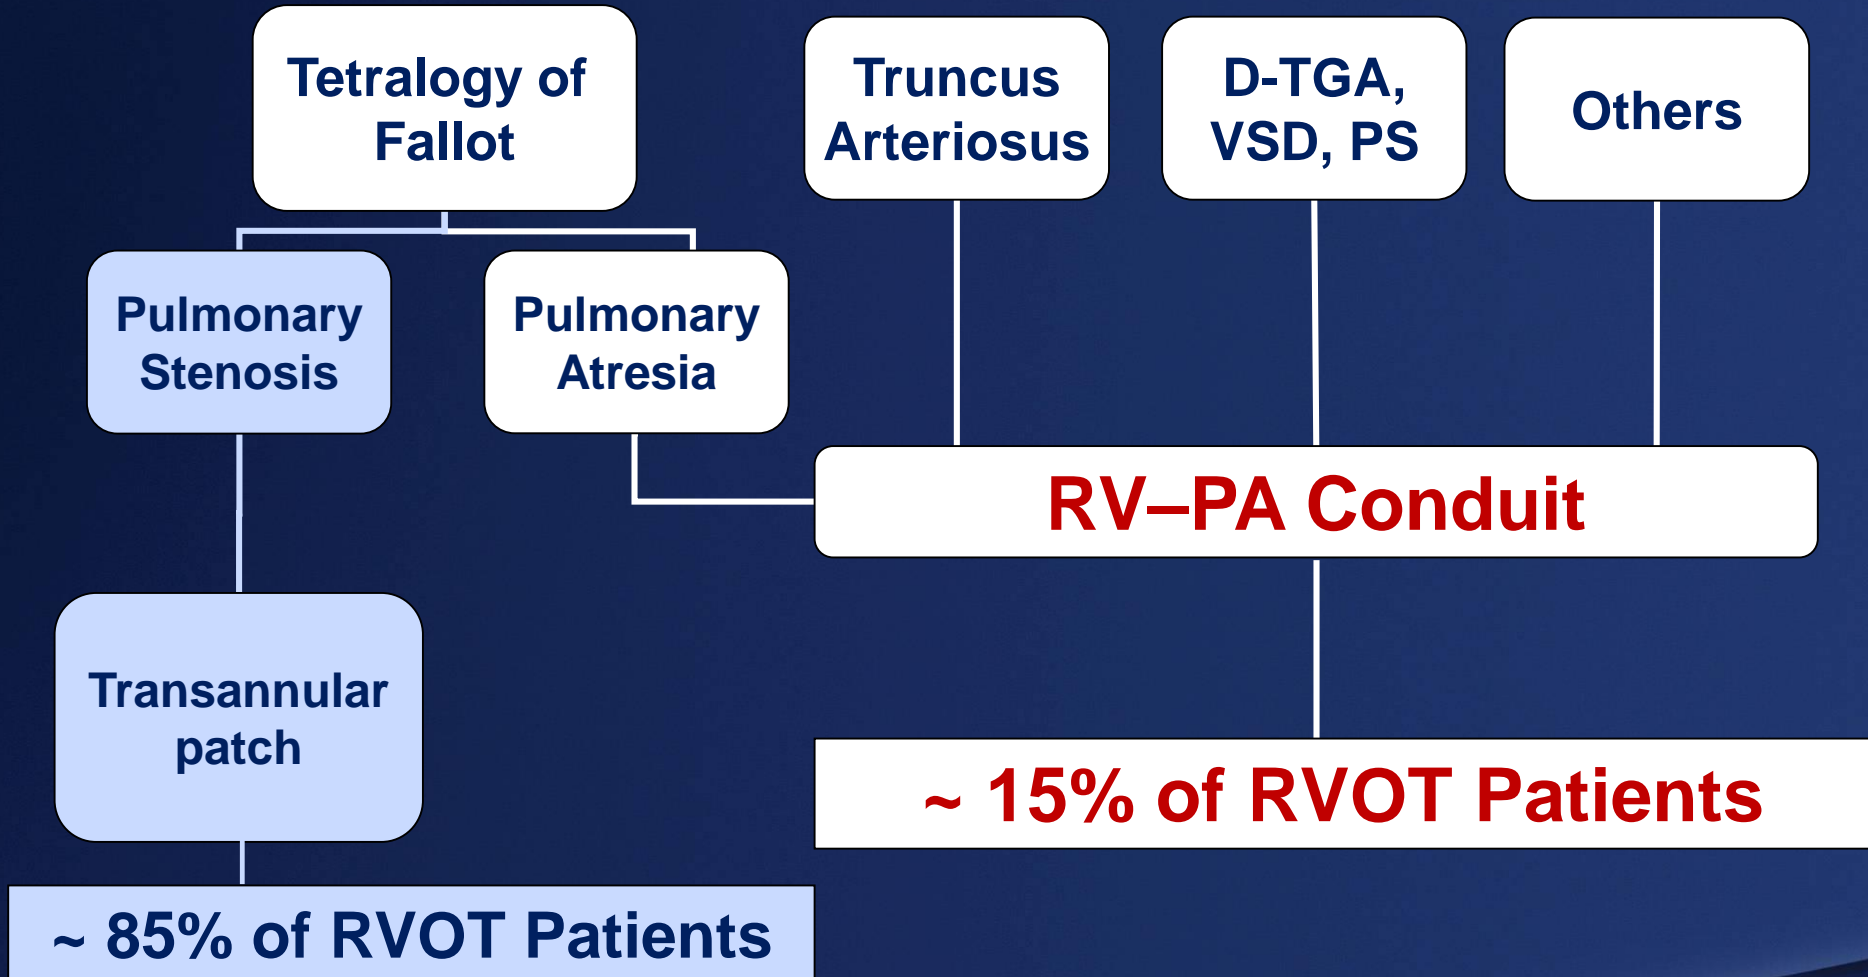 Tetralogy of
Fallot
Truncus
Arteriosus
D-TGA,
VSD, PS
Others
Pulmonary
Stenosis
Pulmonary
Atresia
RV–PA Conduit
Transannular
patch
~ 15% of RVOT Patients
~ 85% of RVOT Patients